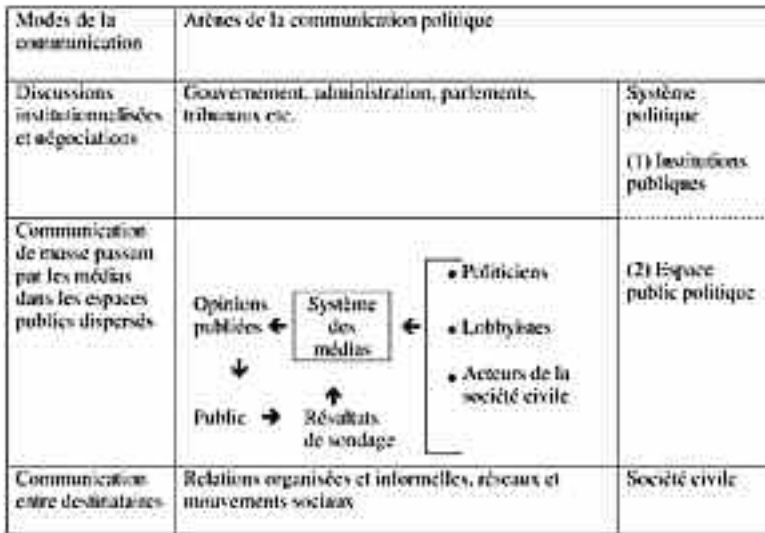 Modes de la
communication
Arènes de la communication politique
Discussions
institutionnalisées
et négociations
Gouvernement, administration, parlements,
tribunaux etc.
Système
politique
(1) Institutions
publiques
Communication
de masse passant
par les médias
dans les espaces
publics dispersés
Opinions
publiées
Système
des
médias
• Politiciens
• Lobbyistes
• Acteurs de la
société civile
Public
Résultats
de sondage
(2) Espace
public politique
Communication
entre destinataires
Relations organisées et informelles, réseaux et
mouvements sociaux
Société civile